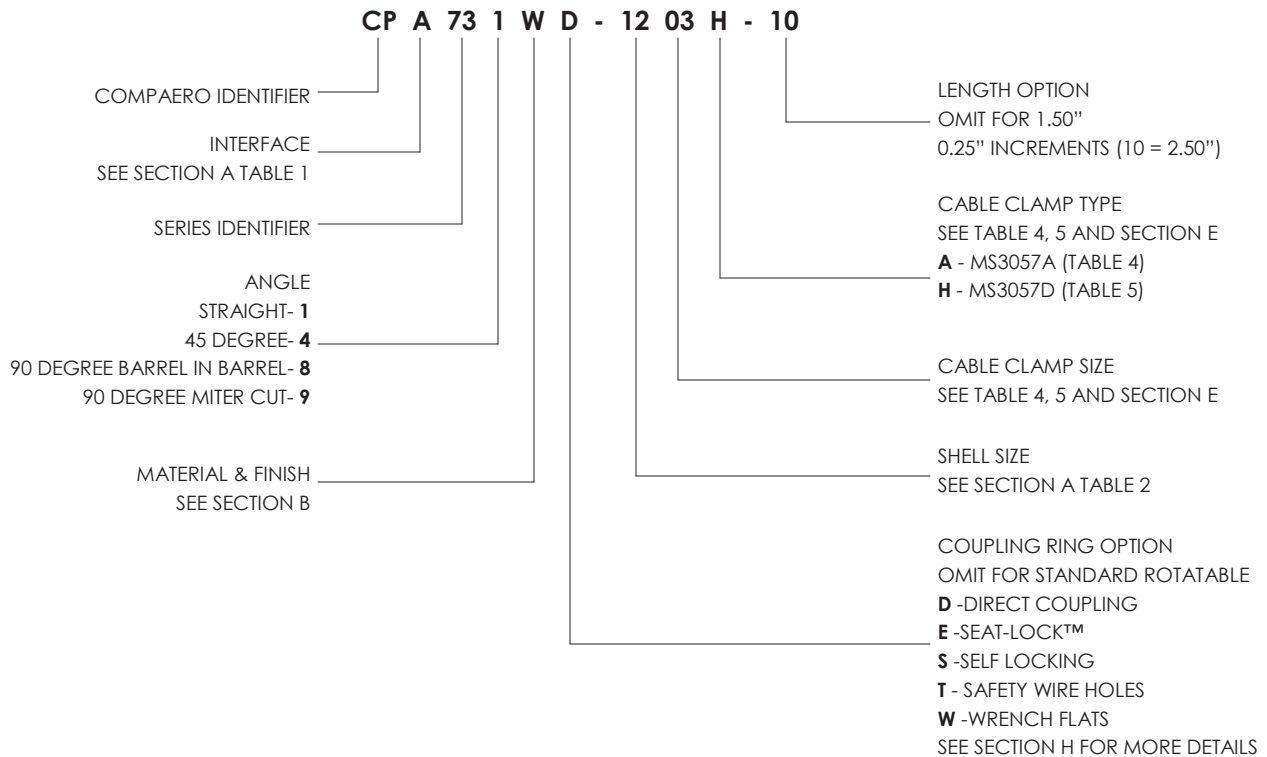 CP A 73 1 W D - 12 03 H - 10
COMPAERO IDENTIFIER
INTERFACE
SEE SECTION A TABLE 1
SERIES IDENTIFIER
ANGLE
STRAIGHT- 1
45 DEGREE- 4
90 DEGREE BARREL IN BARREL- 8
90 DEGREE MITER CUT- 9
MATERIAL & FINISH
SEE SECTION B
LENGTH OPTION
OMIT FOR 1.50”
0.25” INCREMENTS (10 = 2.50”)
CABLE CLAMP TYPE
SEE TABLE 4, 5 AND SECTION E
A - MS3057A (TABLE 4)
H - MS3057D (TABLE 5)
CABLE CLAMP SIZE
SEE TABLE 4, 5 AND SECTION E
SHELL SIZE
SEE SECTION A TABLE 2
COUPLING RING OPTION
OMIT FOR STANDARD ROTATABLE
D -DIRECT COUPLING
E -SEAT-LOCK™
S -SELF LOCKING
T - SAFETY WIRE HOLES
W -WRENCH FLATS
SEE SECTION H FOR MORE DETAILS